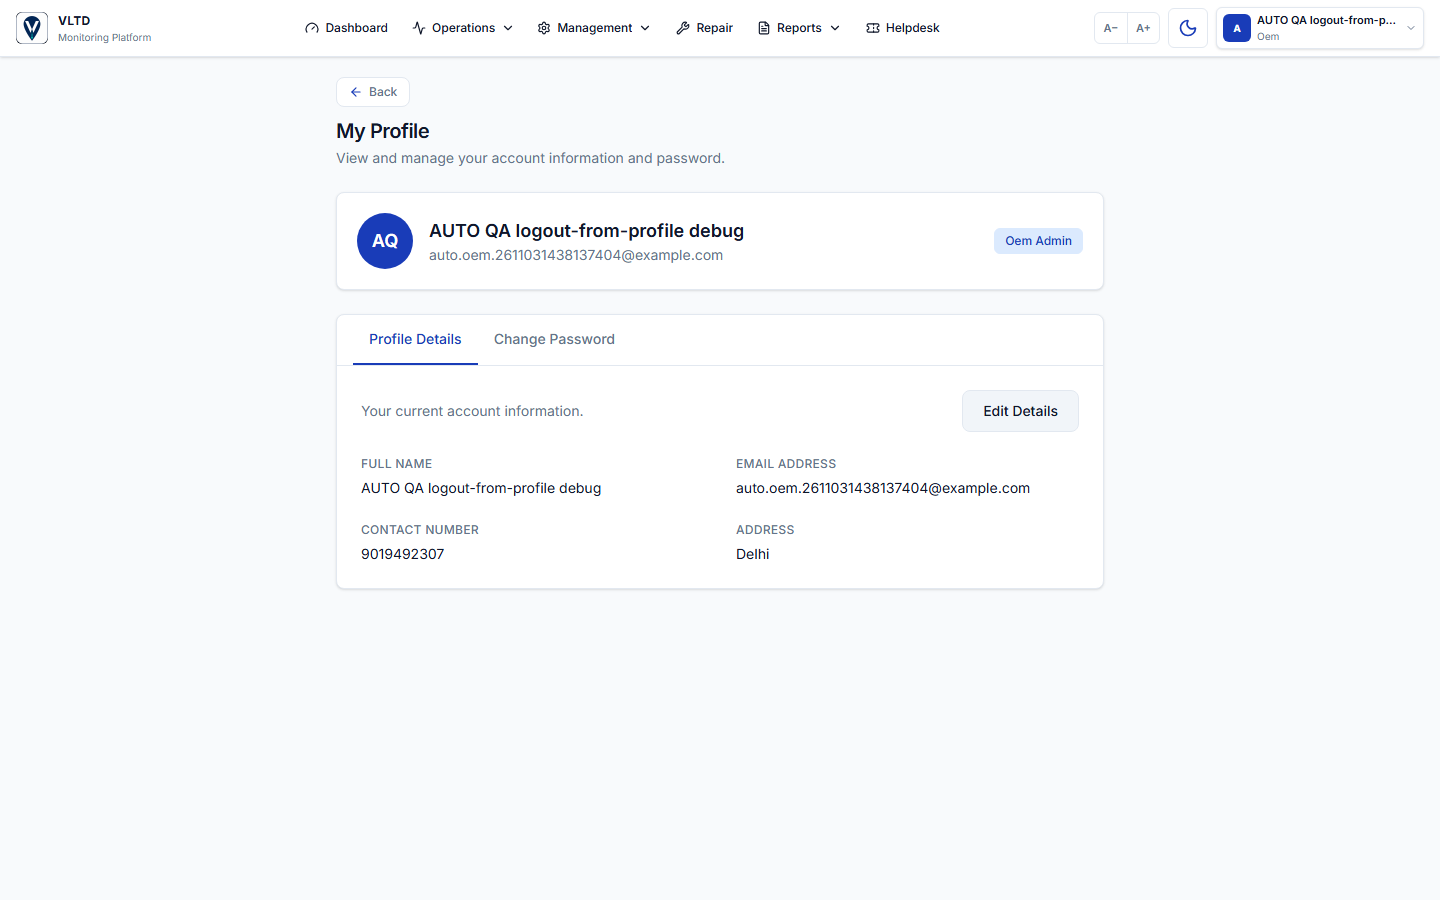 VLTD
Monitoring Platform
Dashboard
Operations
Management
Repair
Reports
Helpdesk
A−
A+
A
AUTO QA logout-from-p...
Oem
Back
My Profile
View and manage your account information and password.
AQ
AUTO QA logout-from-profile debug
auto.oem.2611031438137404@example.com
Oem Admin
Profile Details
Change Password
Your current account information.
Edit Details
FULL NAME
AUTO QA logout-from-profile debug
EMAIL ADDRESS
auto.oem.2611031438137404@example.com
CONTACT NUMBER
9019492307
ADDRESS
Delhi